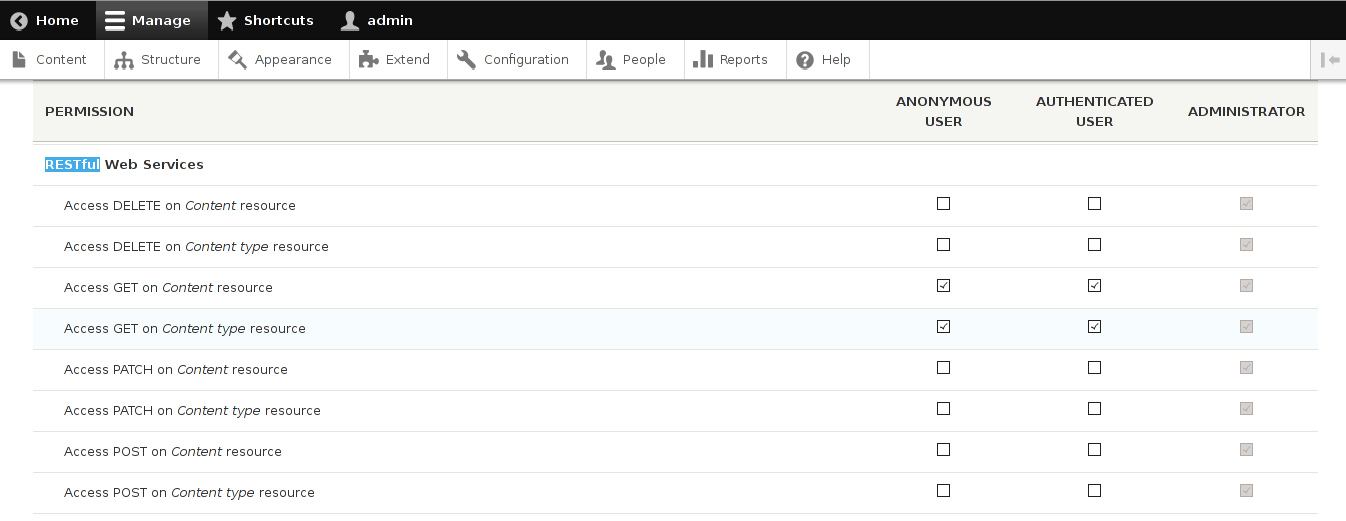 Home Manage Shortcuts admin
Content Structure Appearance Extend Configuration People Reports Help
PERMISSION ANONYMOUS USER AUTHENTICATED USER ADMINISTRATOR
RESTful Web Services
Access DELETE on Content resource
Access DELETE on Content type resource
Access GET on Content resource
Access GET on Content type resource
Access PATCH on Content resource
Access PATCH on Content type resource
Access POST on Content resource
Access POST on Content type resource